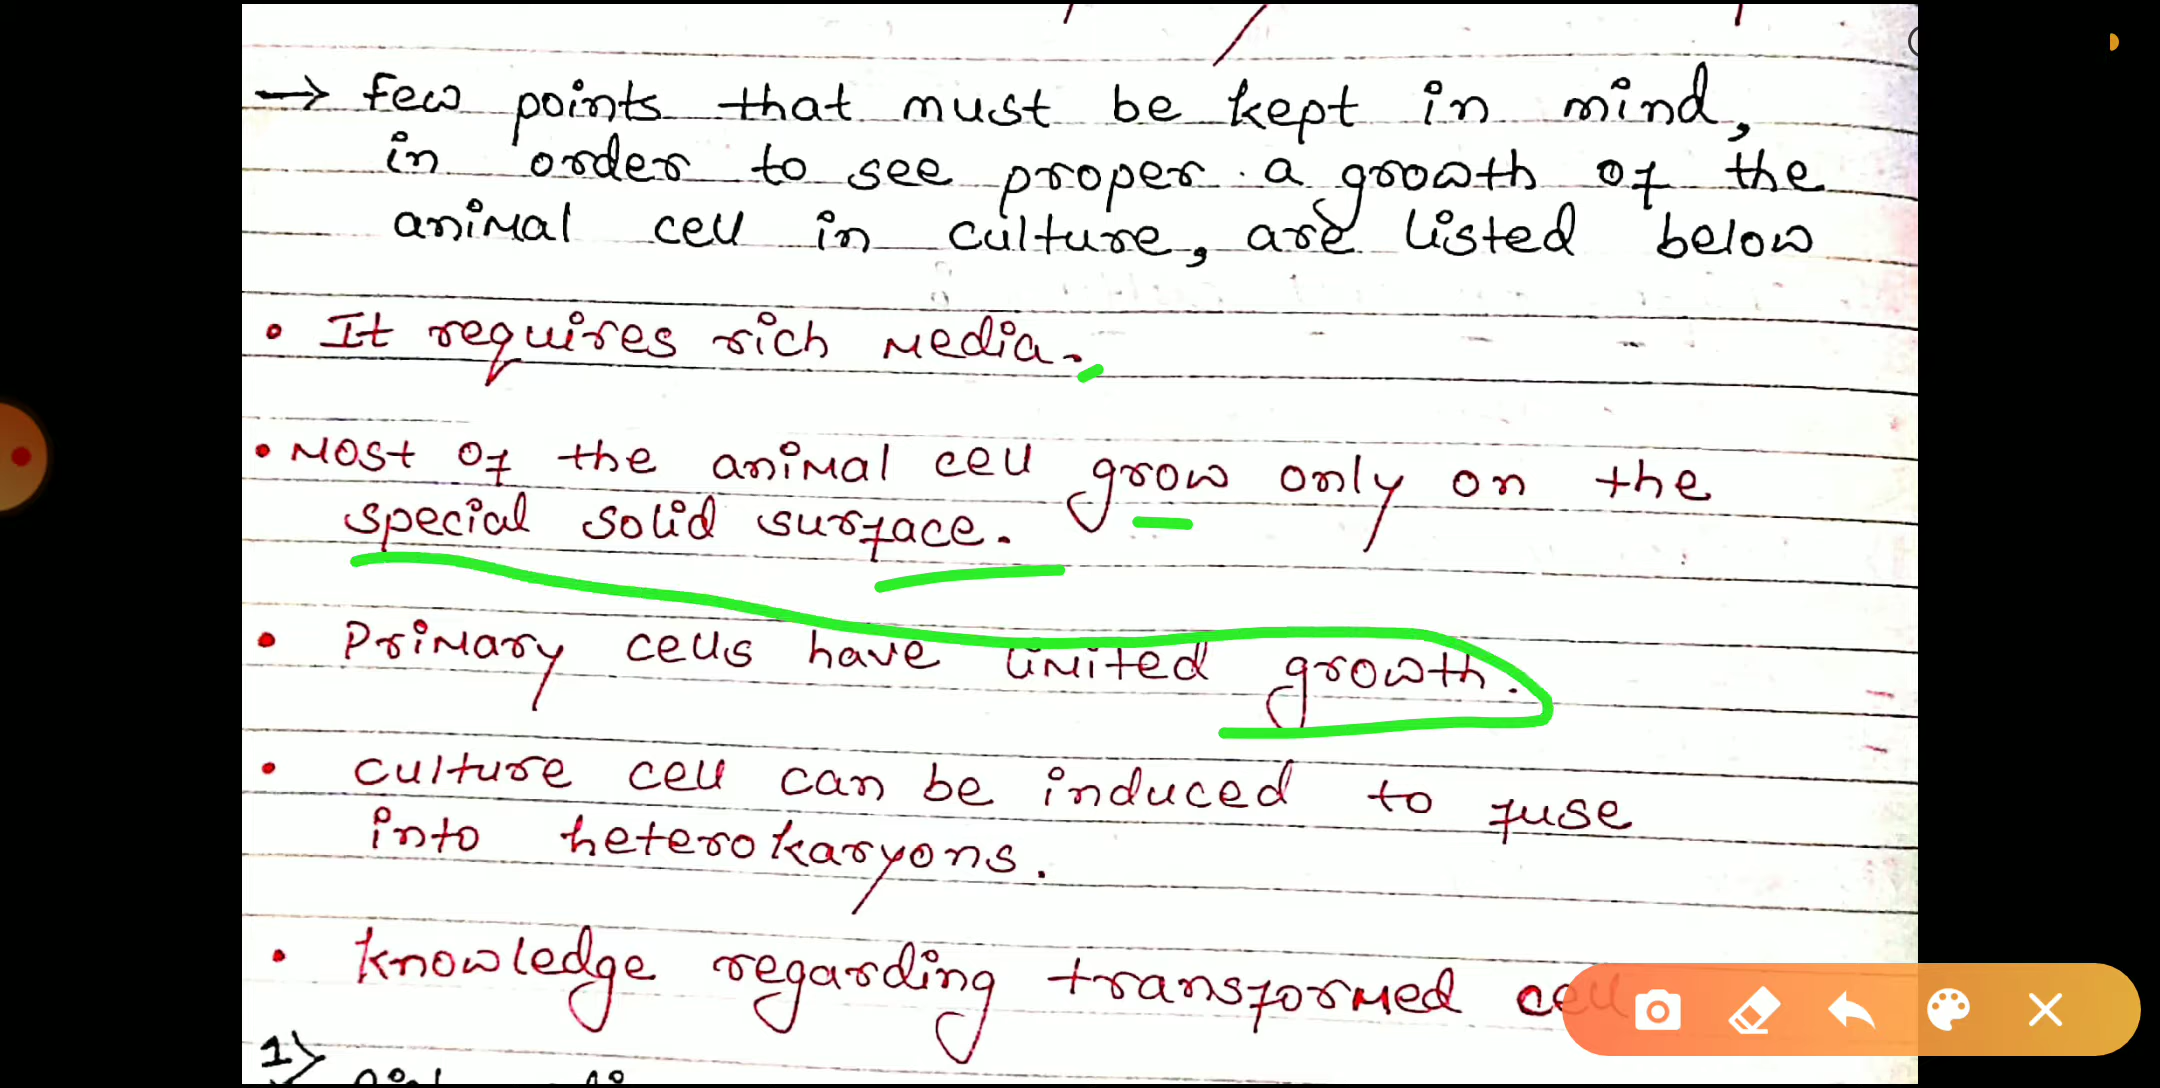 → Few points that must be kept in mind,
in order to see proper a growth of the
animal cell in culture, are listed below
• It requires rich media.
• Most of the animal cell grow only on the
special solid surface.
• Primary cells have limited growth.
• culture cell can be induced to fuse
into heterokaryons.
• Knowledge regarding transformed cell
1)